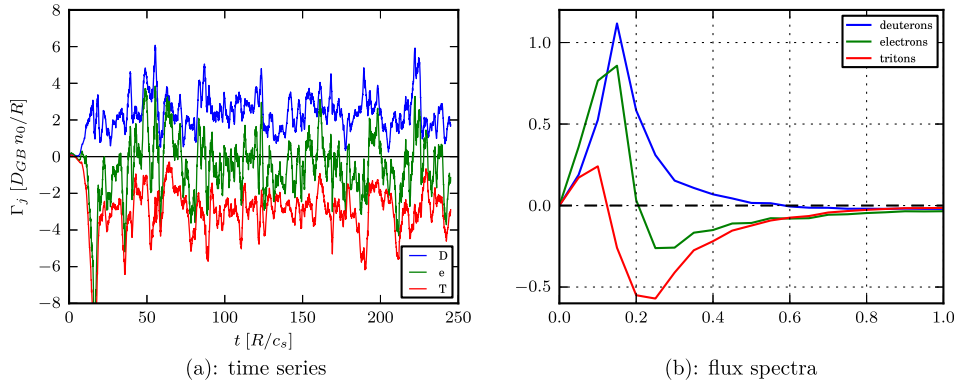 8
6
4
2
0
−2
−4
−6
−8
Γj [DGB n0/R]
D
e
T
0 50 100 150 200 250
t [R/cs]
(a): time series
1.0
0.5
0.0
−0.5
deuterons
electrons
tritons
0.0 0.2 0.4 0.6 0.8 1.0
(b): flux spectra